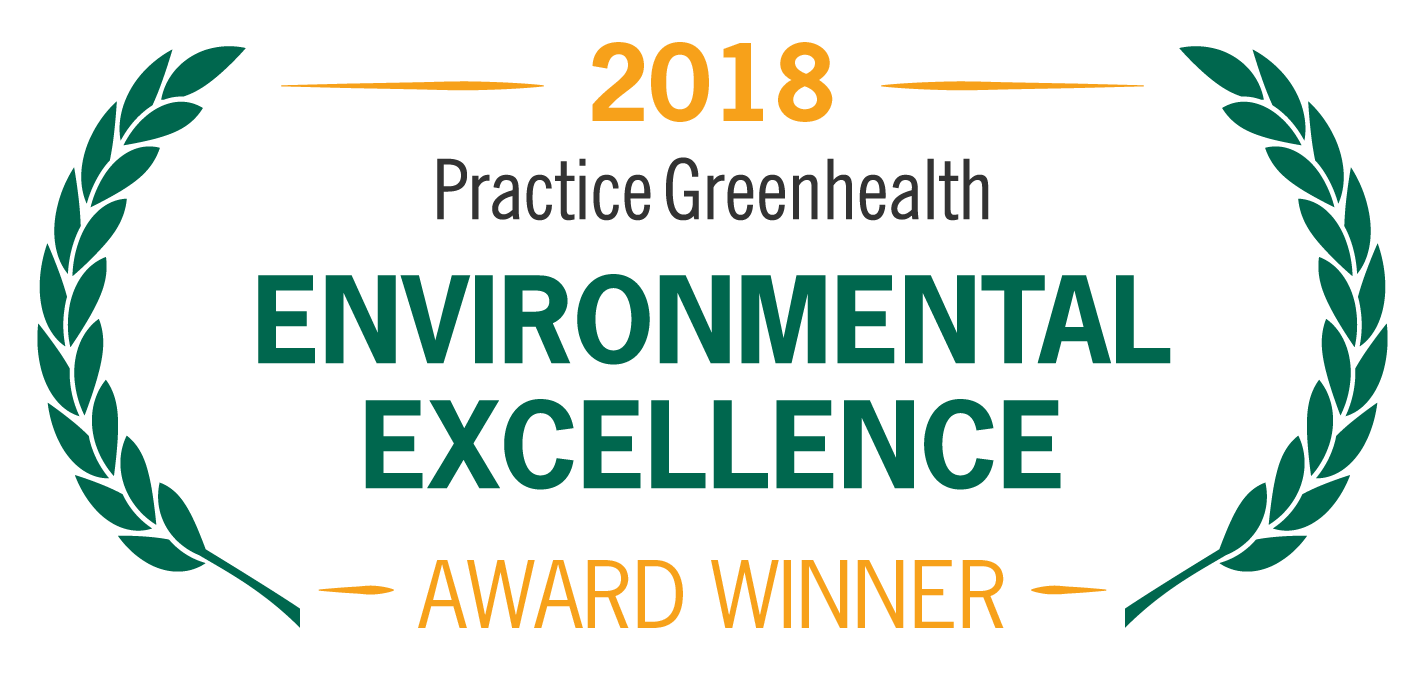 2018
Practice Greenhealth
ENVIRONMENTAL
EXCELLENCE
AWARD WINNER